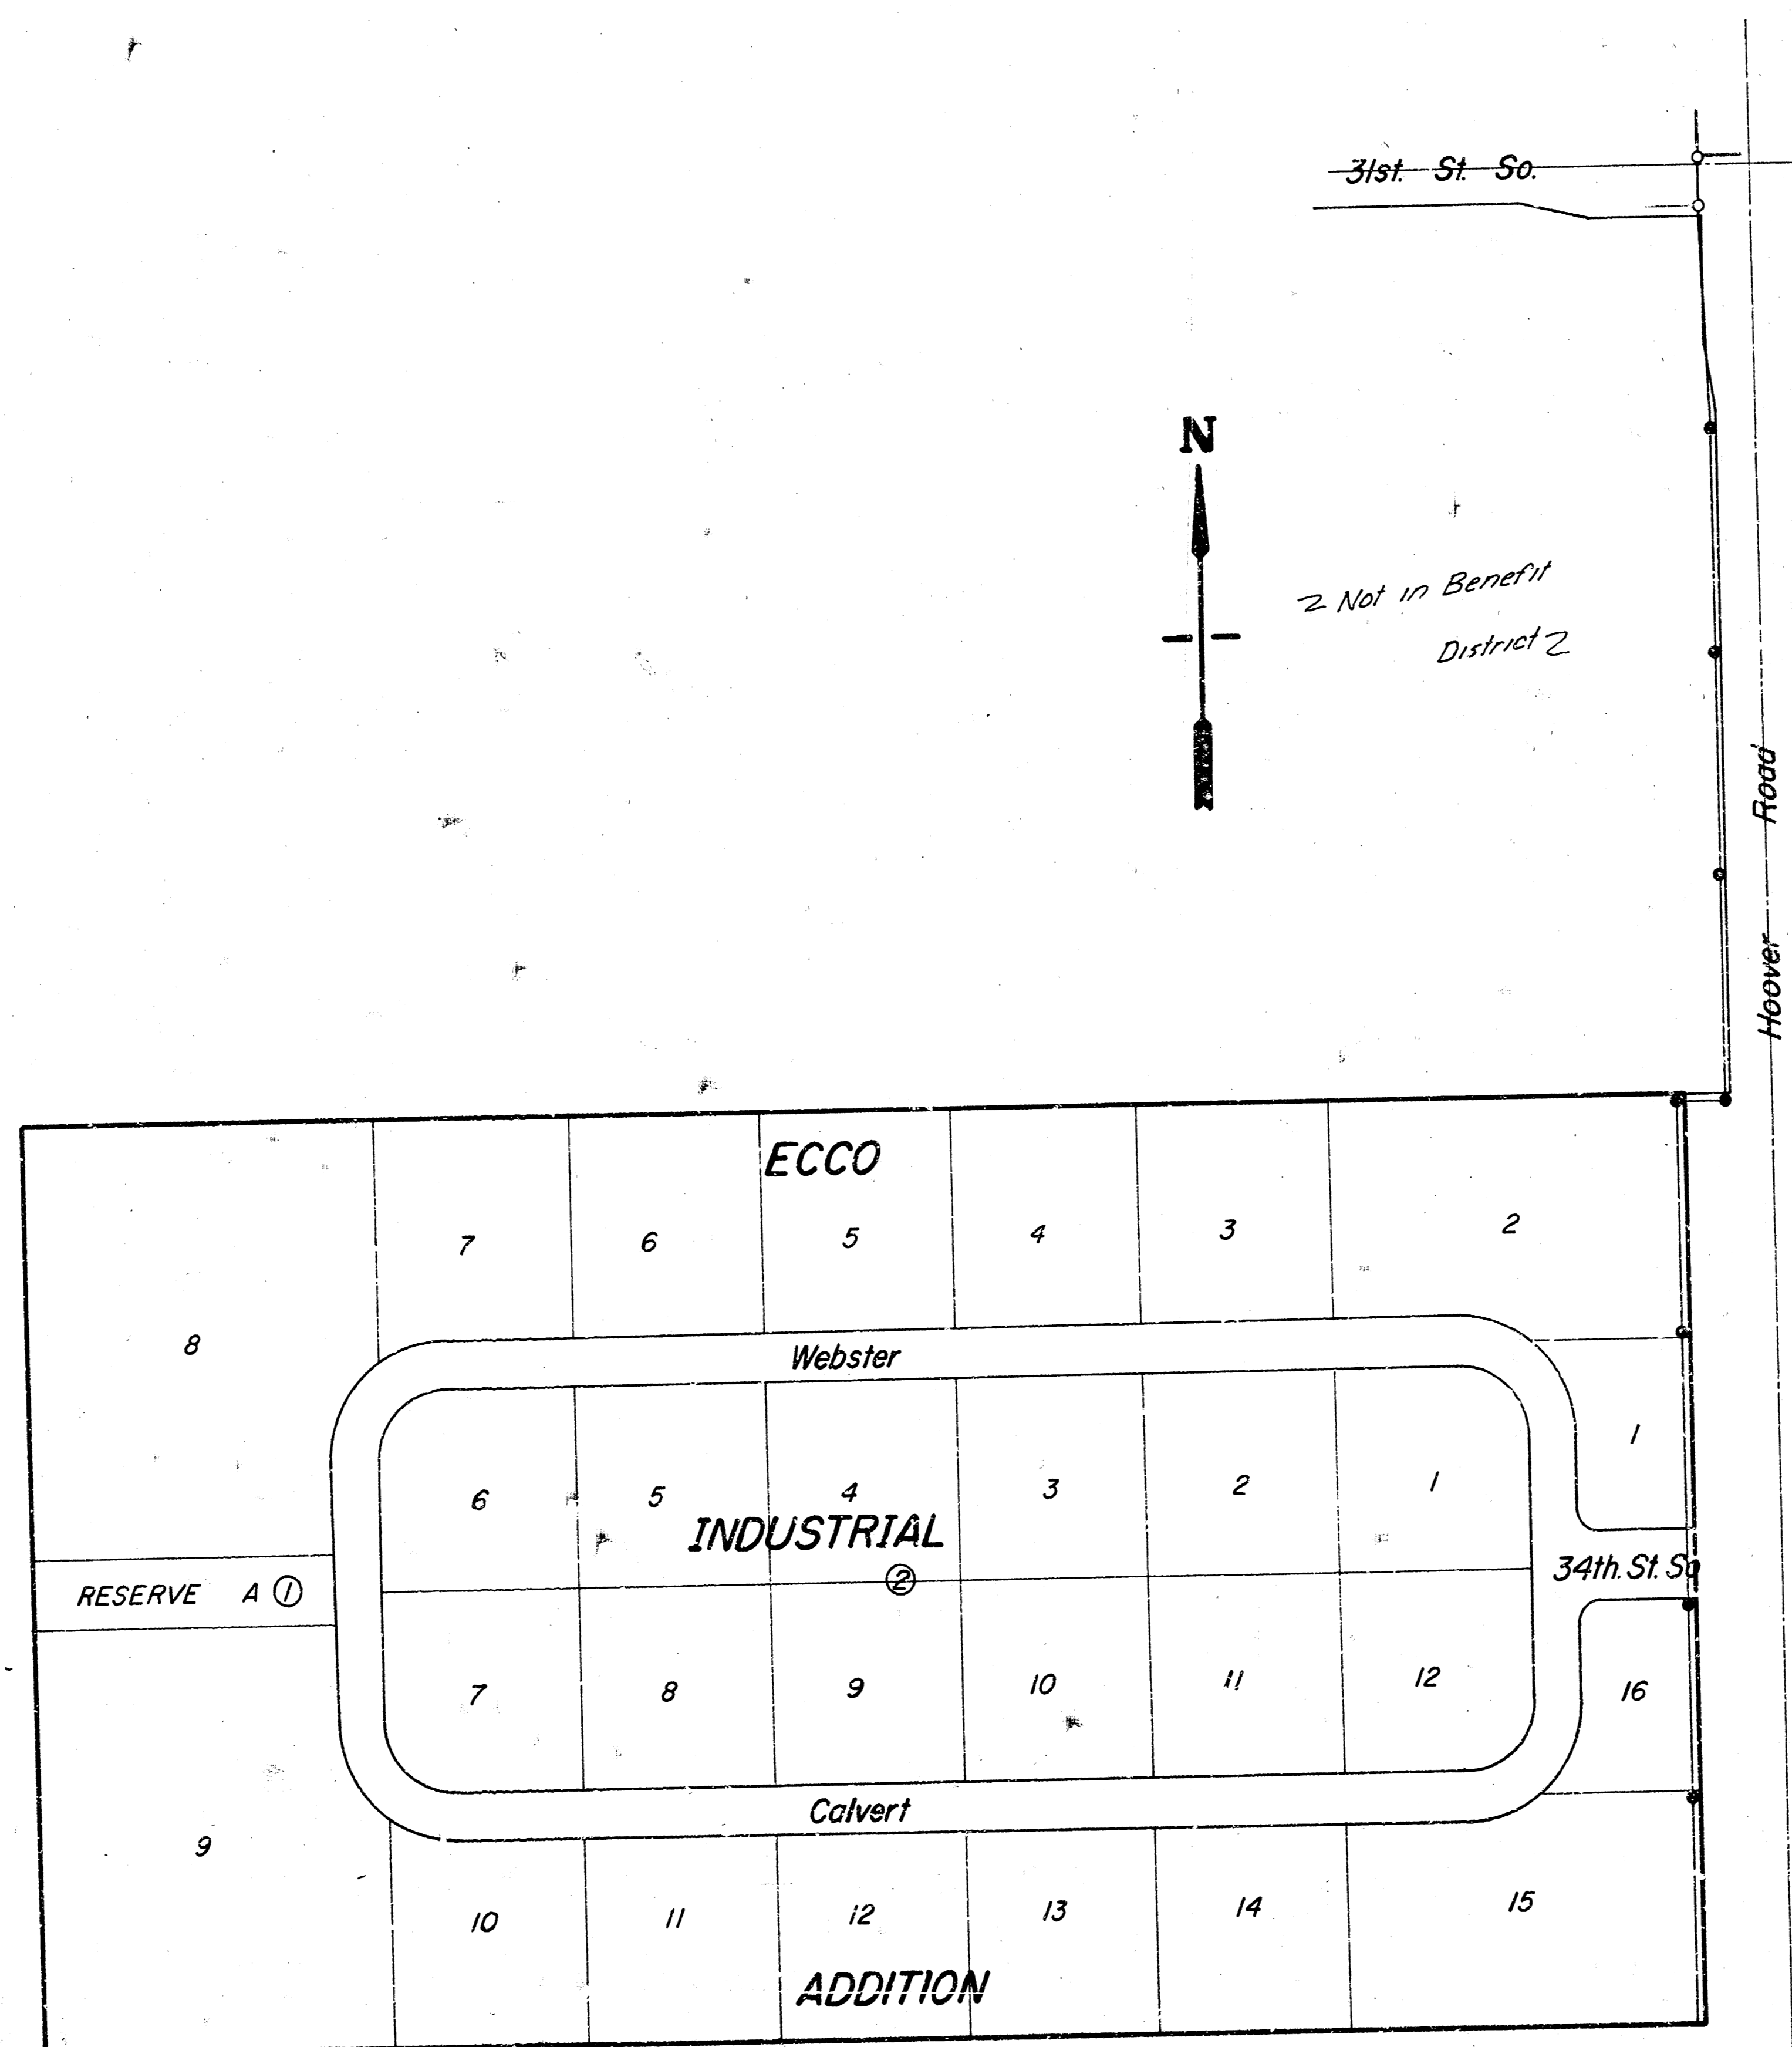 31st. St. So.
N
2 Not in Benefit
District 2
Hoover Road
ECCO
7
6
5
4
3
2
8
Webster
1
6
5
4
3
2
1
INDUSTRIAL
2
34th. St. So
RESERVE A 1
7
8
9
10
11
12
16
Calvert
9
10
11
12
13
14
15
ADDITION